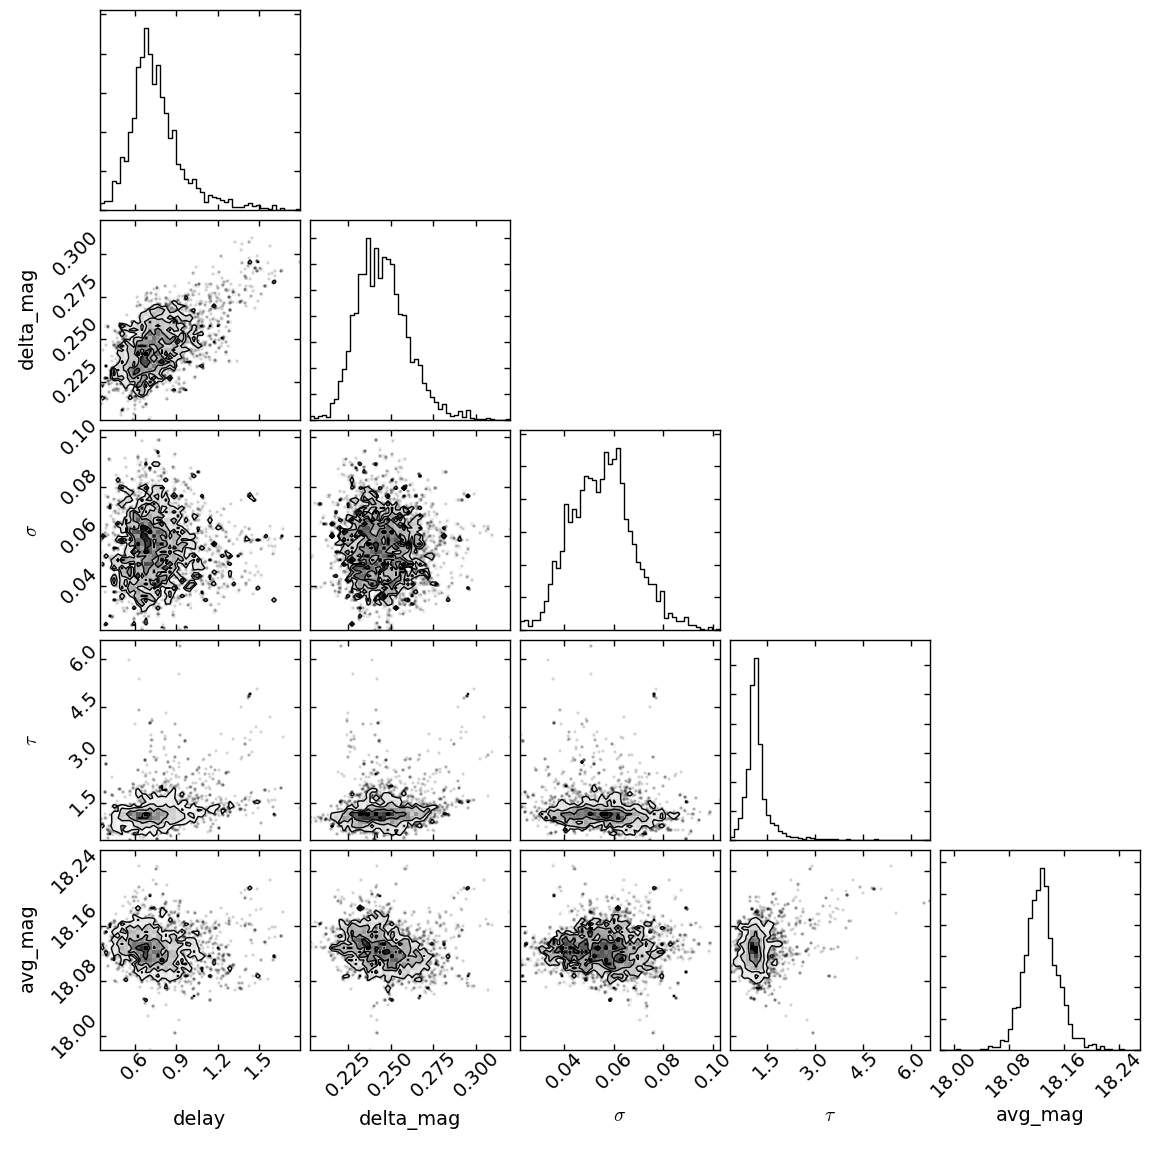 delta_mag
0.300
0.275
0.250
0.225
σ
0.10
0.08
0.06
0.04
τ
6.0
4.5
3.0
1.5
avg_mag
18.24
18.16
18.08
18.00
0.6 0.9 1.2 1.5
0.225 0.250 0.275 0.300
0.04 0.06 0.08 0.10
1.5 3.0 4.5 6.0
18.00 18.08 18.16 18.24
delay delta_mag σ τ avg_mag